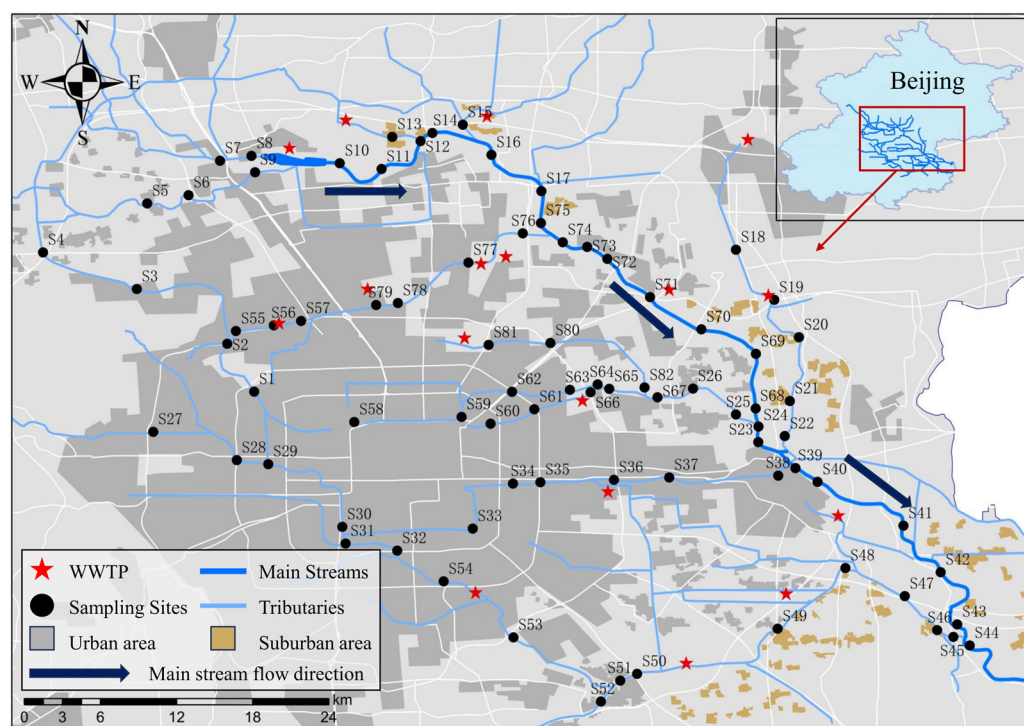 N
W E
S
Beijing
S15
S14
S13
S12
S8
S7
S9
S10
S11
S16
S6
S5
S17
S4
S75
S76
S74
S73
S72
S18
S77
S3
S71
S19
S79
S78
S57
S56
S55
S70
S20
S2
S81
S80
S69
S1
S62
S63
S64
S65
S82
S26
S67
S66
S21
S61
S68
S25
S58
S59
S60
S24
S27
S23
S22
S28
S29
S34
S35
S36
S37
S38
S39
S40
S30
S33
S41
S31
S32
S54
S48
S42
S47
S53
S49
S46
S43
S44
S45
S51
S50
S52
WWTP
Main Streams
Sampling Sites
Tributaries
Urban area
Suburban area
Main stream flow direction
km
0 3 6 12 18 24